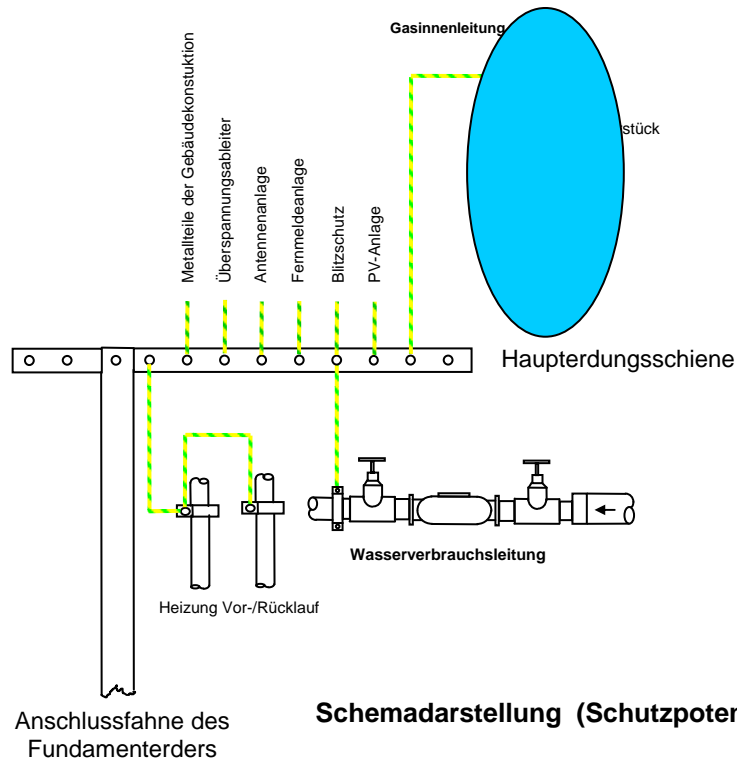 Gasinnenleitung
stück
Metallteile der Gebäudekonstuktion
Überspannungsableiter
Antennenanlage
Fernmeldeanlage
Blitzschutz
PV-Anlage
Haupterdungsschiene
Wasserverbrauchsleitung
Heizung Vor-/Rücklauf
Anschlussfahne des
Fundamenterders
Schemadarstellung (Schutzpoten